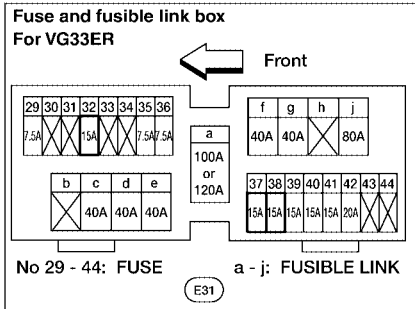 Fuse and fusible link box
For VG33ER
Front
29 30 31 32 33 34 35 36
7.5A 15A 7.5A 7.5A
f g h j
40A 40A 80A
a
100A
or
120A
b c d e
40A 40A 40A
37 38 39 40 41 42 43 44
15A 15A 15A 15A 15A 20A
No 29 - 44: FUSE
a - j: FUSIBLE LINK
E31